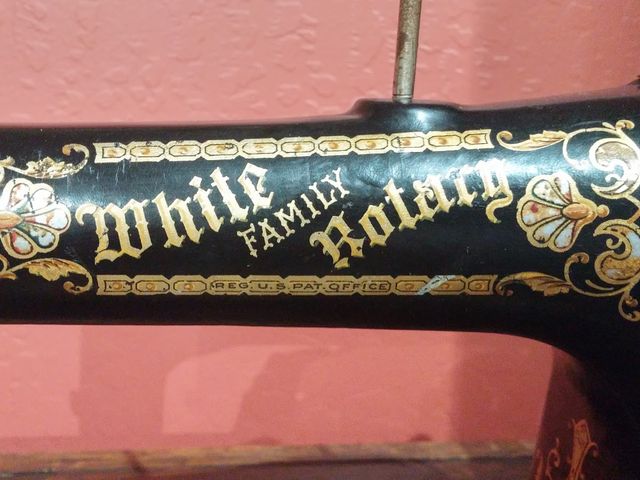 White FAMILY Rotary
REG. U.S. PAT. OFFICE